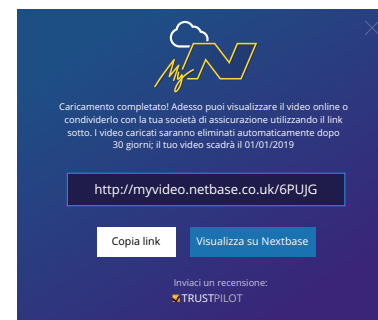 My N
Caricamento completato! Adesso puoi visualizzare il video online o
condividerlo con la tua società di assicurazione utilizzando il link
sotto. I video caricati saranno eliminati automaticamente dopo
30 giorni; il tuo video scadrà il 01/01/2019
http://myvideo.netbase.co.uk/6PUJG
Copia link
Visualizza su Nextbase
Inviaci un recensione:
TRUSTPILOT